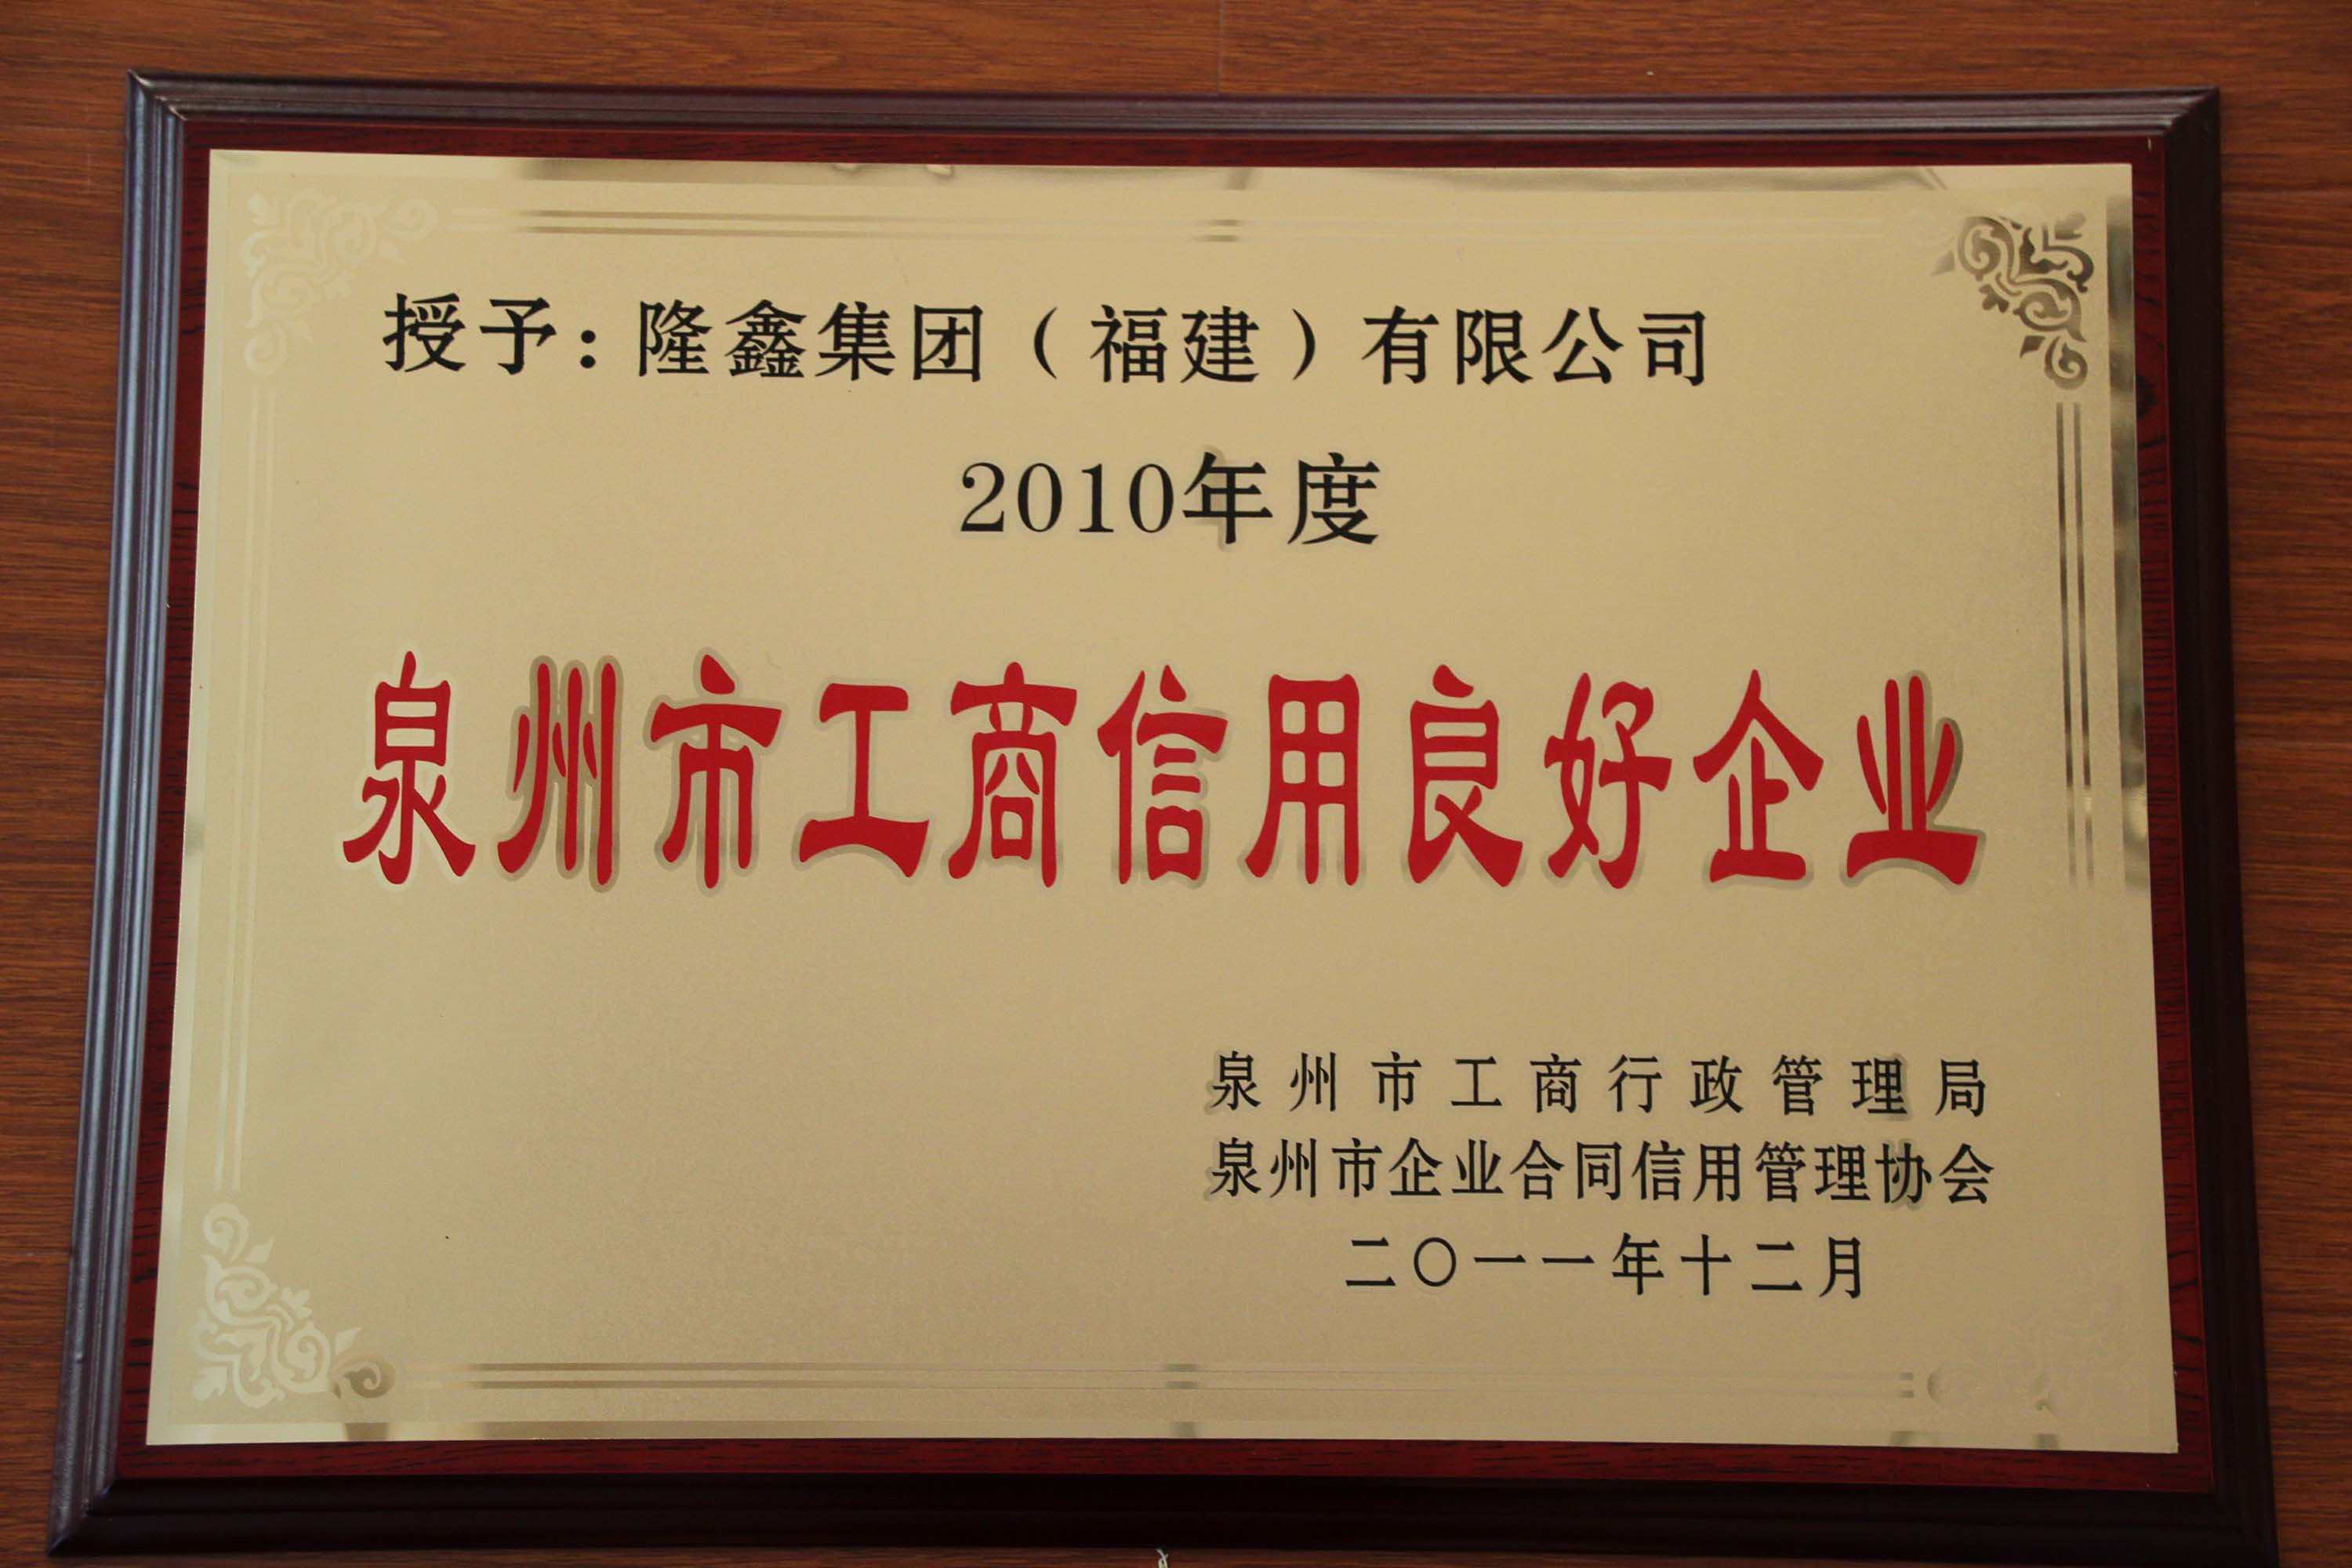 授予：隆鑫集团（福建）有限公司
2010年度
泉州市工商信用良好企业
泉州市工商行政管理局
泉州市企业合同信用管理协会
二〇一一年十二月